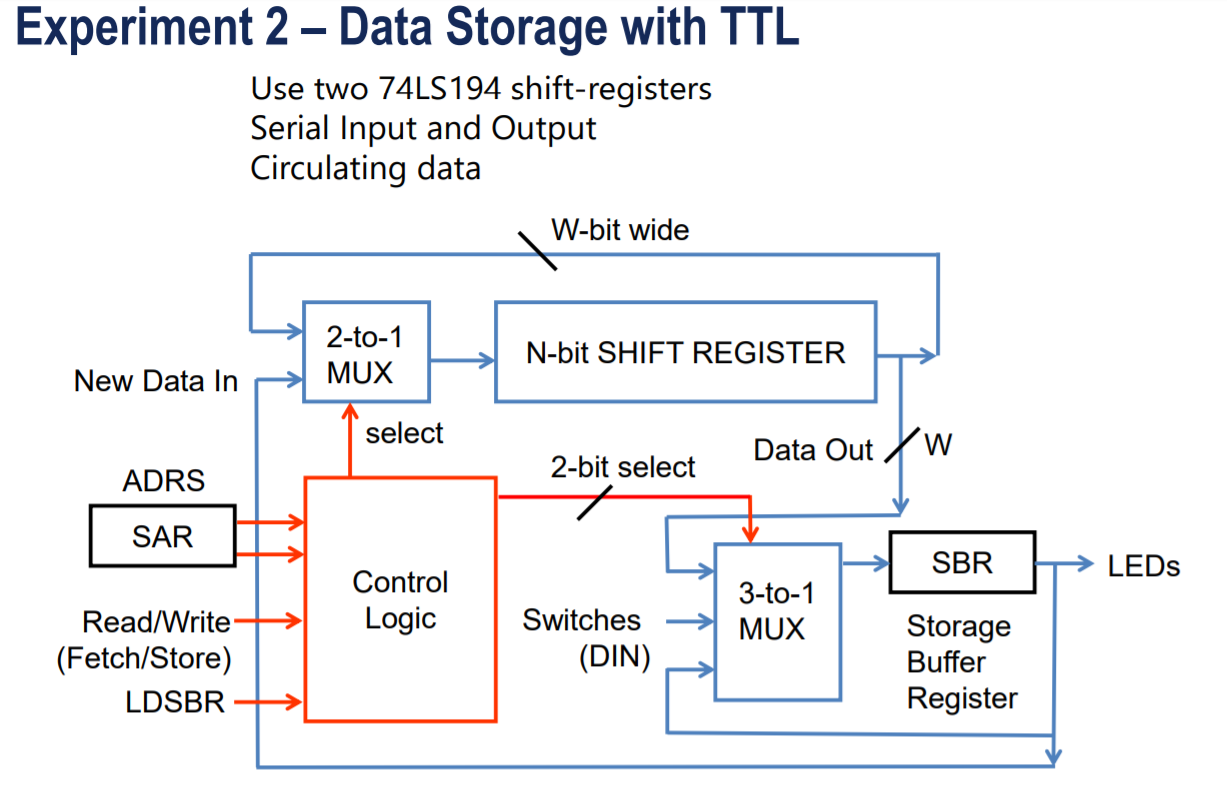 Experiment 2 – Data Storage with TTL
Use two 74LS194 shift-registers
Serial Input and Output
Circulating data
W-bit wide
2-to-1
MUX
N-bit SHIFT REGISTER
New Data In
select
Data Out
W
ADRS
2-bit select
SAR
Control
Logic
SBR
LEDs
3-to-1
MUX
Read/Write
(Fetch/Store)
Switches
(DIN)
Storage
Buffer
Register
LDSBR